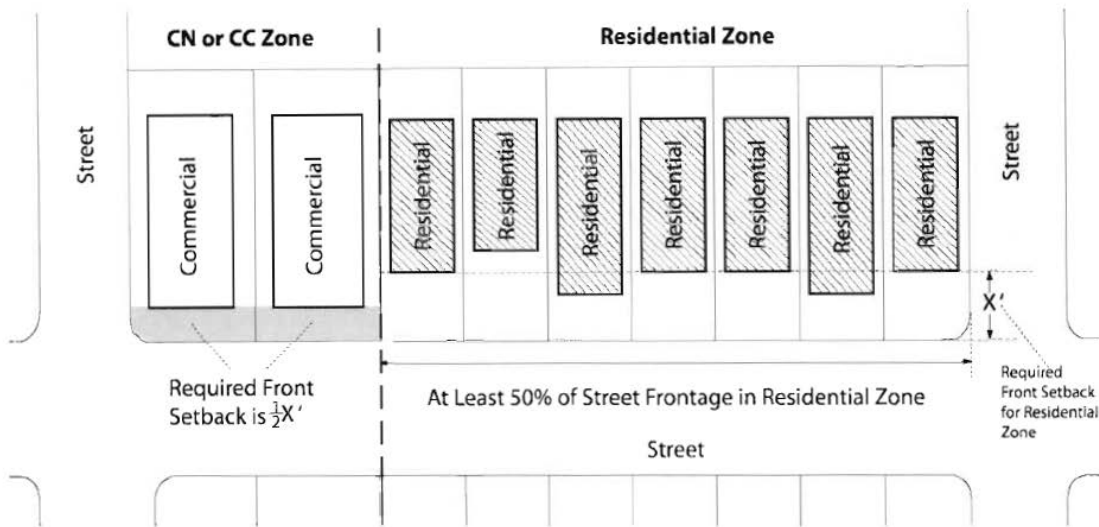 CN or CC Zone
Residential Zone
Street
Commercial
Commercial
Residential
Residential
Residential
Residential
Residential
Residential
Residential
Street
X'
Required Front
Setback is ½X'
At Least 50% of Street Frontage in Residential Zone
Required
Front Setback
for Residential
Zone
Street